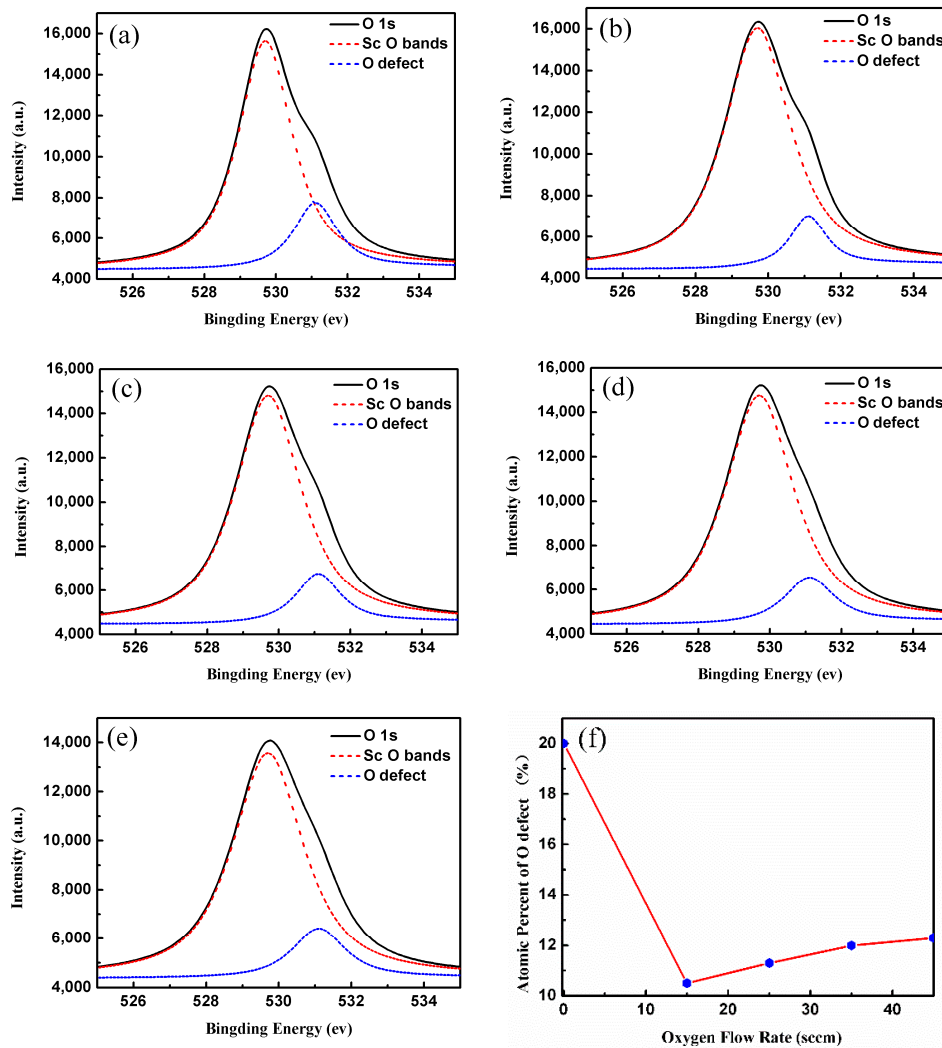 (a)
O 1s
Sc O bands
O defect
16,000
14,000
12,000
10,000
8,000
6,000
4,000
Intensity (a.u.)
526 528 530 532 534
Bingding Energy (ev)
(b)
O 1s
Sc O bands
O defect
16,000
14,000
12,000
10,000
8,000
6,000
4,000
Intensity (a.u.)
526 528 530 532 534
Bingding Energy (ev)
(c)
O 1s
Sc O bands
O defect
16,000
14,000
12,000
10,000
8,000
6,000
4,000
Intensity (a.u.)
526 528 530 532 534
Bingding Energy (ev)
(d)
O 1s
Sc O bands
O defect
16,000
14,000
12,000
10,000
8,000
6,000
4,000
Intensity (a.u.)
526 528 530 532 534
Bingding Energy (ev)
(e)
O 1s
Sc O bands
O defect
14,000
12,000
10,000
8,000
6,000
4,000
Intensity (a.u.)
526 528 530 532 534
Bingding Energy (ev)
(f)
20
18
16
14
12
10
Atomic Percent of O defect (%)
0 10 20 30 40
Oxygen Flow Rate (sccm)